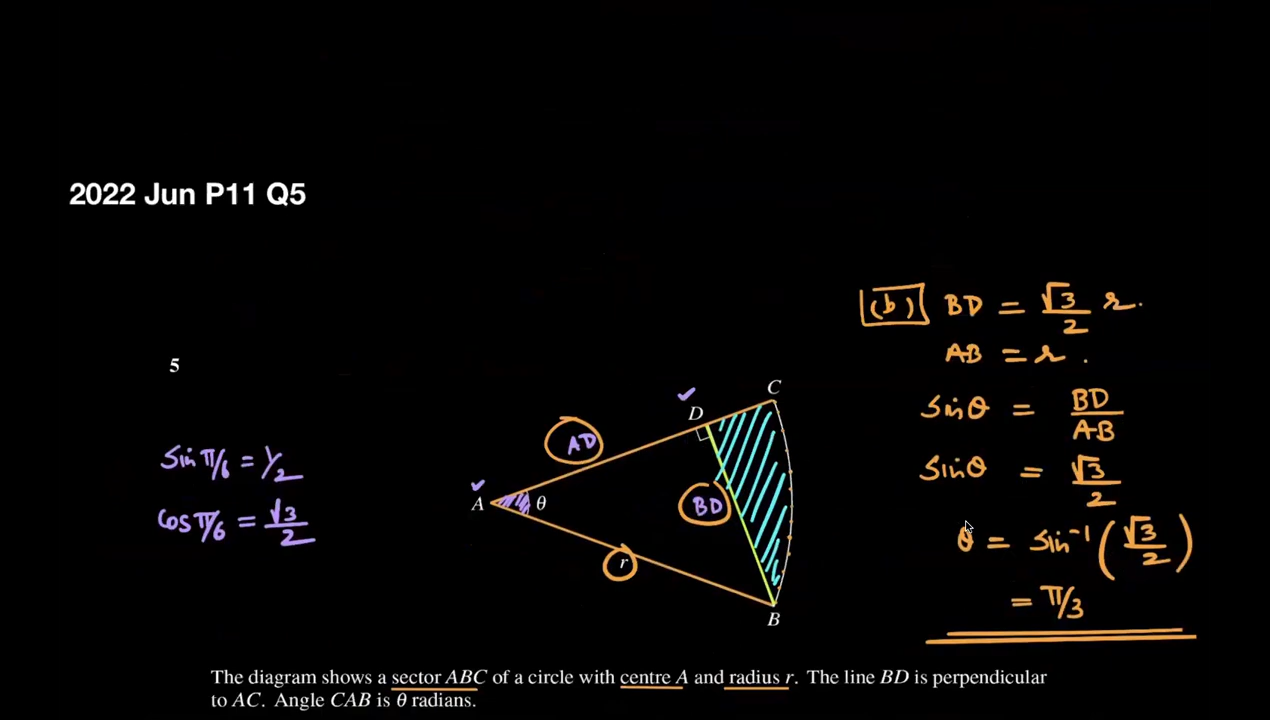 2022 Jun P11 Q5
5
(b) BD = √3/2 r.
AB = r.
sinθ = BD/AB
sinθ = √3/2
θ = sin⁻¹(√3/2)
= π/3
sin π/6 = 1/2
cos π/6 = √3/2
C
D
AD
A
θ
BD
r
B
The diagram shows a sector ABC of a circle with centre A and radius r. The line BD is perpendicular
to AC. Angle CAB is θ radians.